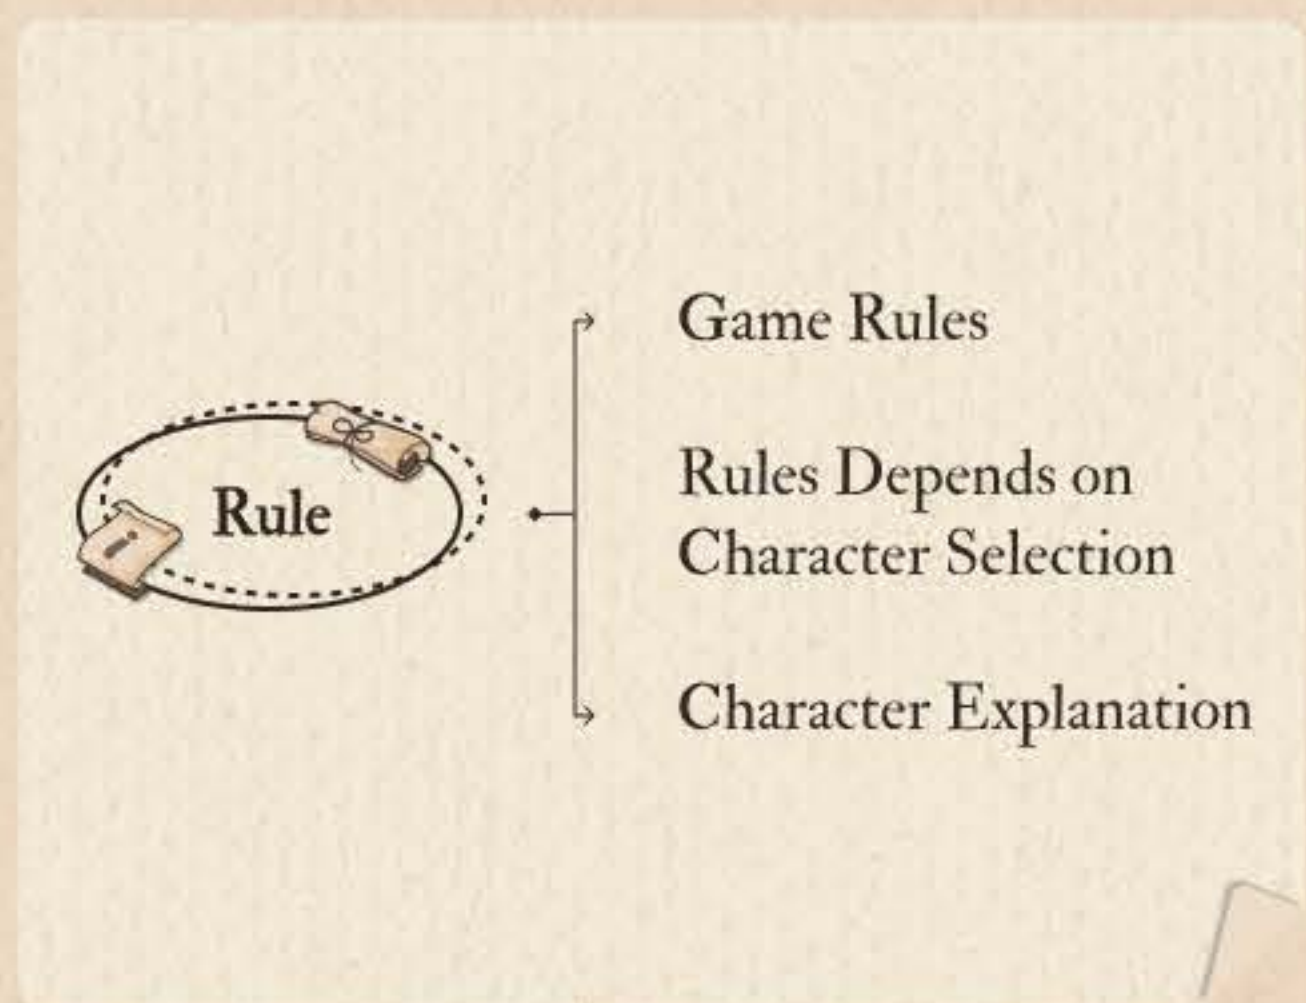 Game Rules
Rule
i
Rules Depends on
Character Selection
Character Explanation